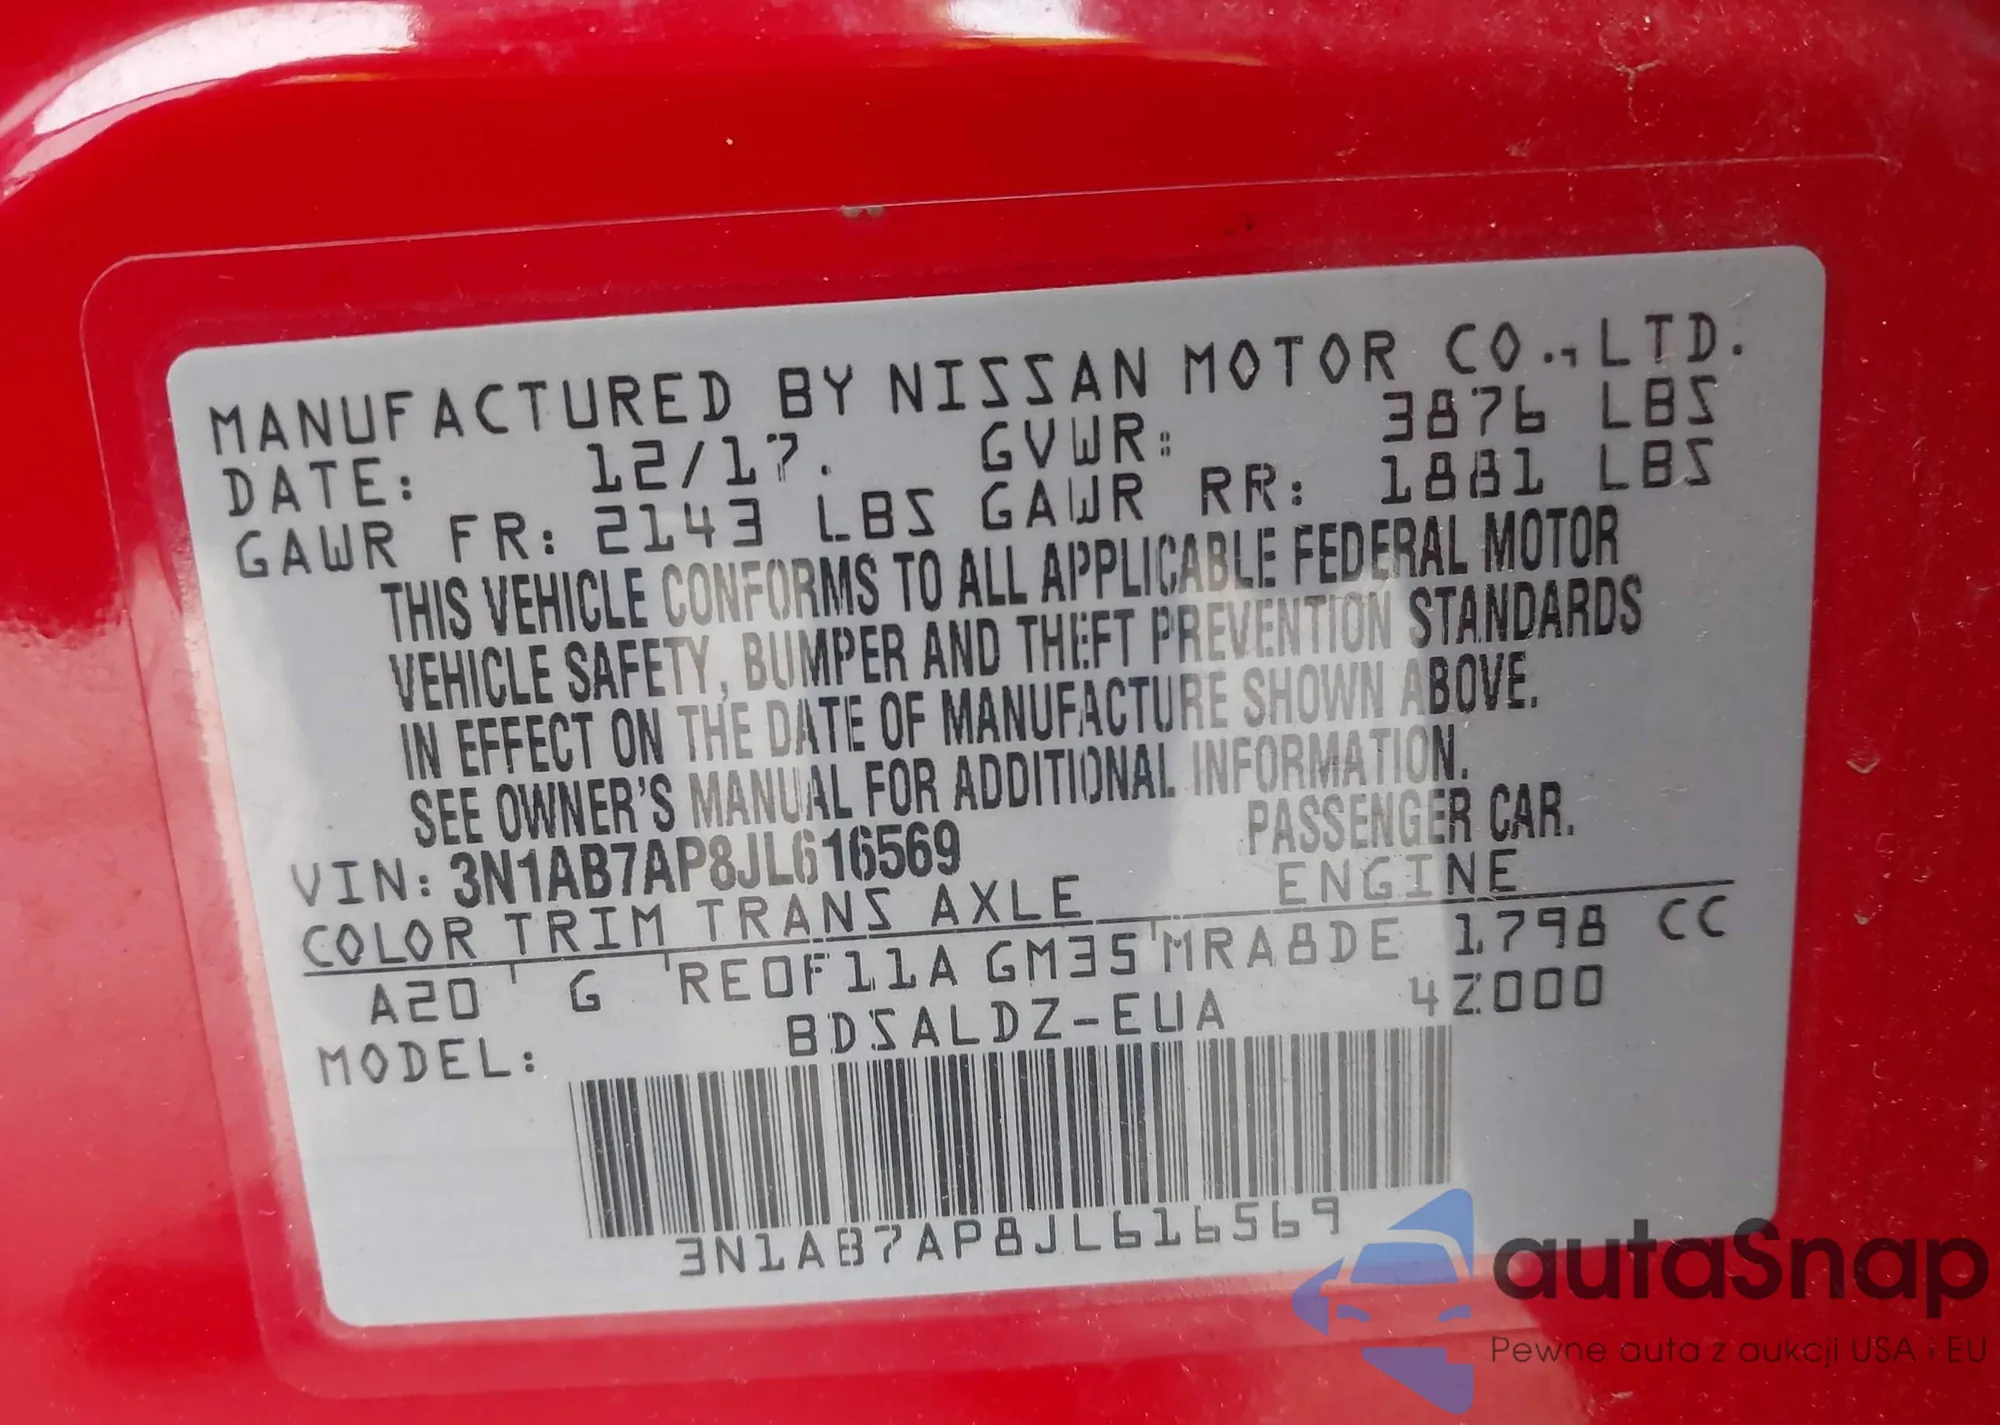 MANUFACTURED BY NISSAN MOTOR CO., LTD.
DATE: 12/17. GVWR: 3876 LBS
GAWR FR: 2143 LBS GAWR RR: 1881 LBS
THIS VEHICLE CONFORMS TO ALL APPLICABLE FEDERAL MOTOR
VEHICLE SAFETY, BUMPER AND THEFT PREVENTION STANDARDS
IN EFFECT ON THE DATE OF MANUFACTURE SHOWN ABOVE.
SEE OWNER'S MANUAL FOR ADDITIONAL INFORMATION.
VIN: 3N1AB7AP8JL616569 PASSENGER CAR.
COLOR TRIM TRANS AXLE ENGINE
A20 ' G 'RE0F11A GM35'MRA8DE 1,798 CC
MODEL: BDSALDZ-EUA 4Z000
3N1AB7AP8JL616569
autaSnap
Pewne auta z aukcji USA i EU